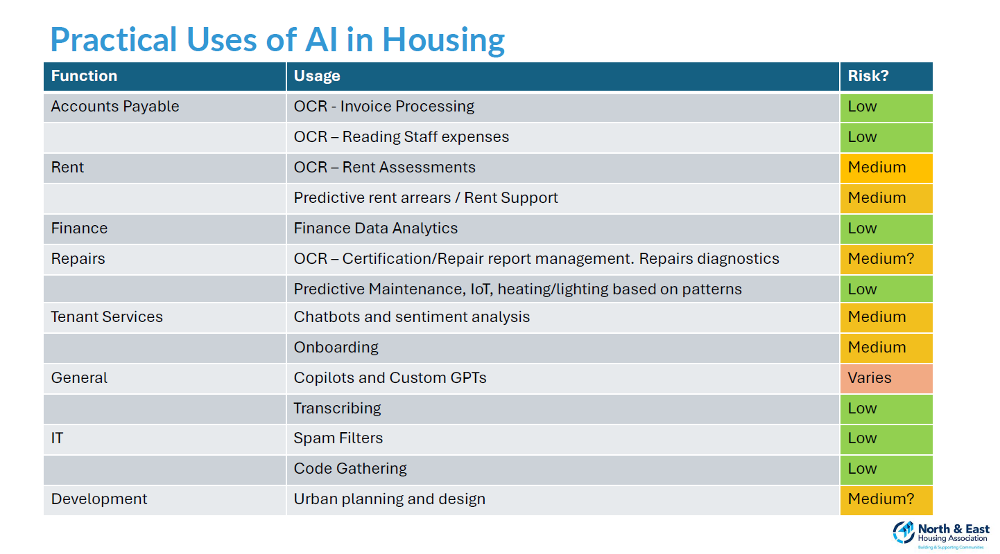 Practical Uses of AI in Housing
Function Usage Risk?
Accounts Payable OCR - Invoice Processing Low
OCR – Reading Staff expenses Low
Rent OCR – Rent Assessments Medium
Predictive rent arrears / Rent Support Medium
Finance Finance Data Analytics Low
Repairs OCR – Certification/Repair report management. Repairs diagnostics Medium?
Predictive Maintenance, IoT, heating/lighting based on patterns Low
Tenant Services Chatbots and sentiment analysis Medium
Onboarding Medium
General Copilots and Custom GPTs Varies
Transcribing Low
IT Spam Filters Low
Code Gathering Low
Development Urban planning and design Medium?
North & East
Housing Association
Building & Supporting Communities